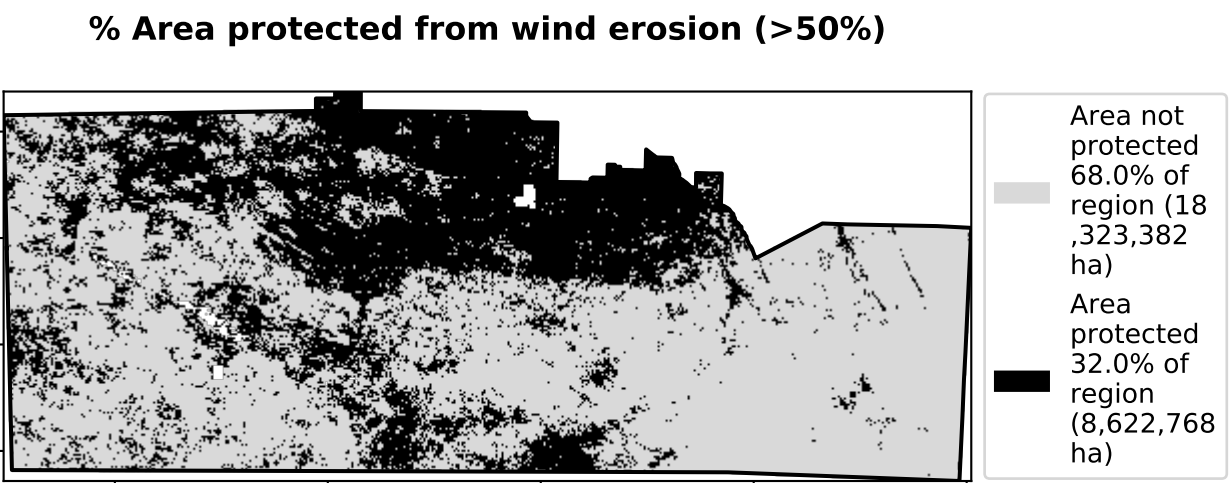 % Area protected from wind erosion (>50%)
Area not
protected
68.0% of
region (18
,323,382
ha)
Area
protected
32.0% of
region
(8,622,768
ha)